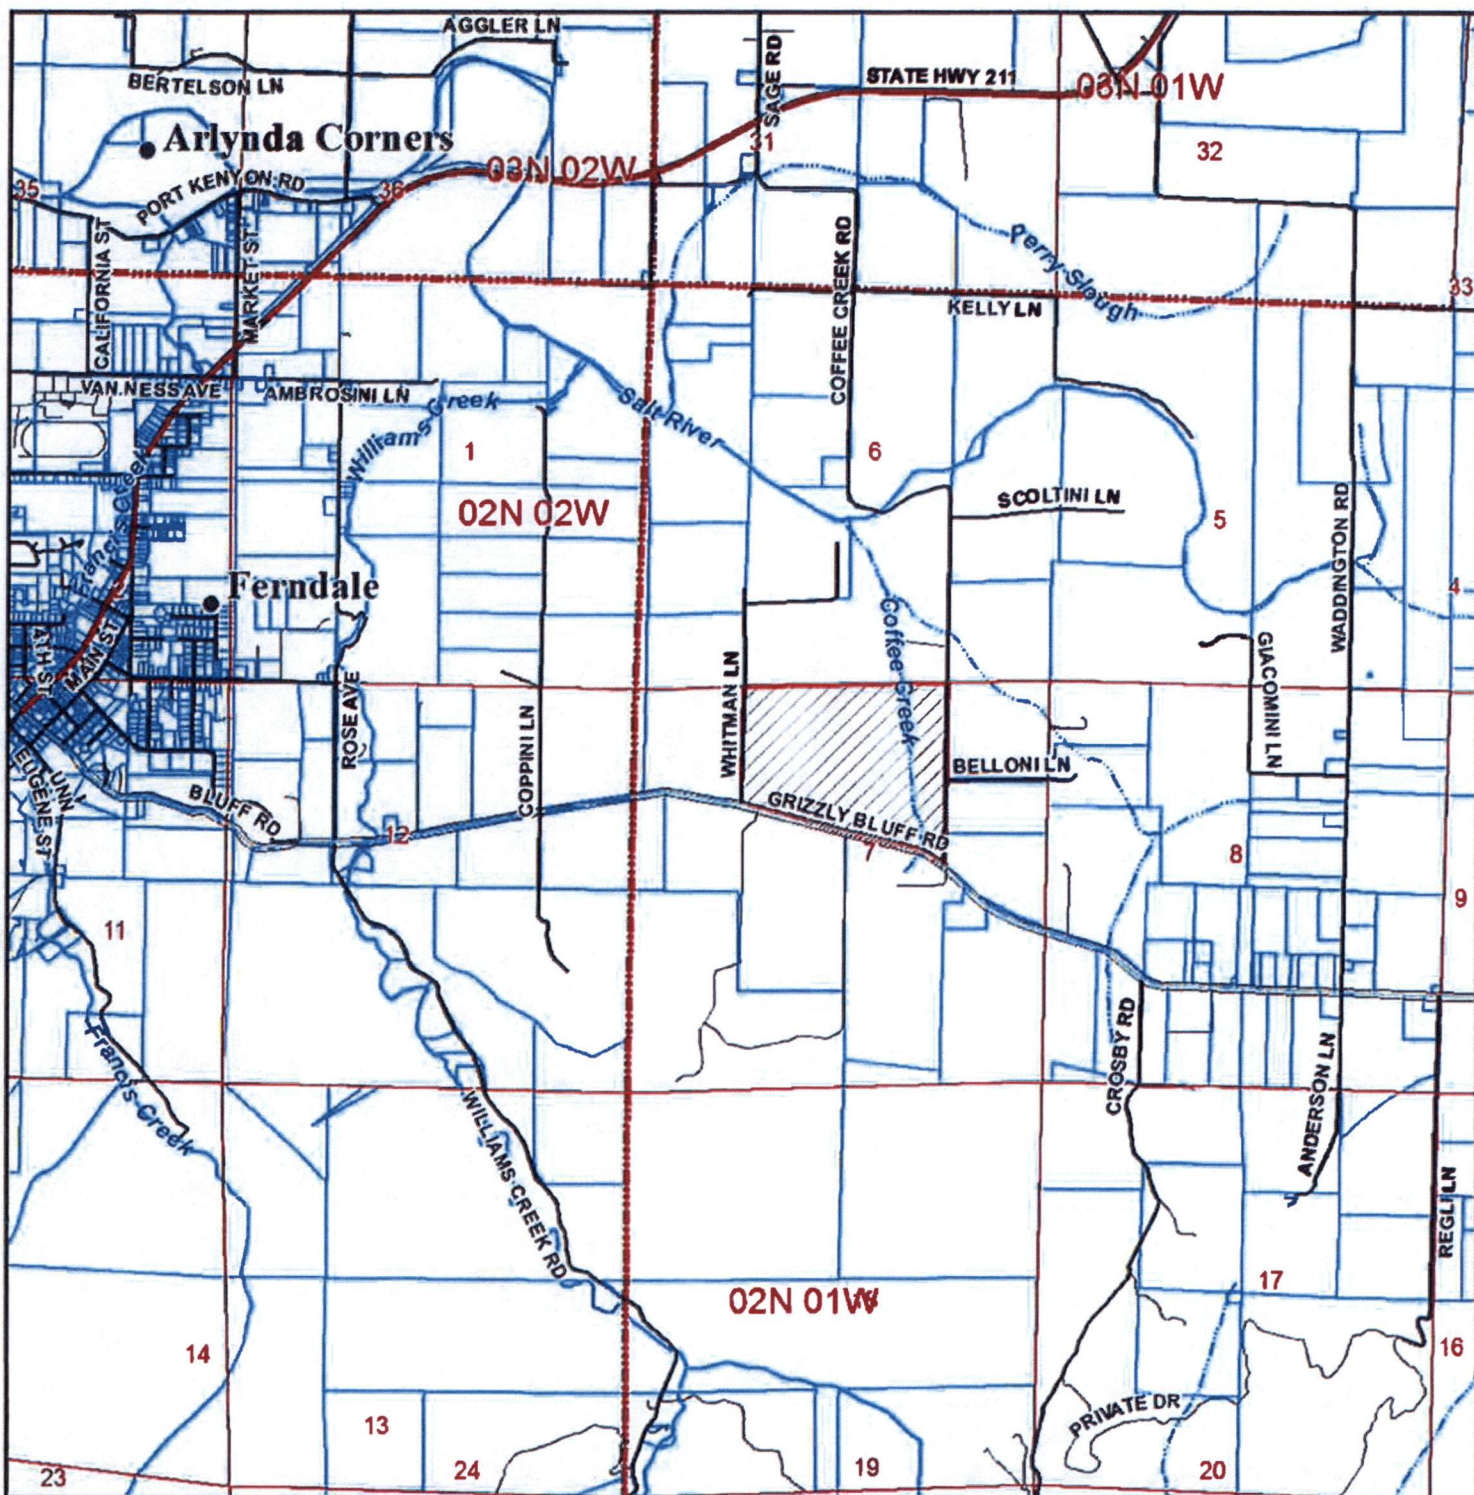 AGGLER LN
BERTELSON LN
SAGE RD
STATE HWY 211
03N 01W
Arlynda Corners
31
32
03N 02W
35
PORT KENYON RD
36
CALIFORNIA ST
MARKET ST
COFFEE CREEK RD
Perry Slough
33
KELLY LN
VAN NESS AVE
AMBROSINI LN
Williams Creek
Salt River
1
6
SCOLTINI LN
5
02N 02W
Francis Creek
WADDINGTON RD
Ferndale
4
Coffee Creek
4TH ST
MAIN ST
ROSE AVE
COPPINI LN
WHITMAN LN
GIACOMINI LN
BELLONI LN
EUGENE ST
BLUFF RD
12
GRIZZLY BLUFF RD
7
8
9
11
Francis Creek
CROSBY RD
ANDERSON LN
WILLIAMS CREEK RD
REGLI LN
02N 01W
17
14
16
13
PRIVATE DR
23
24
19
20